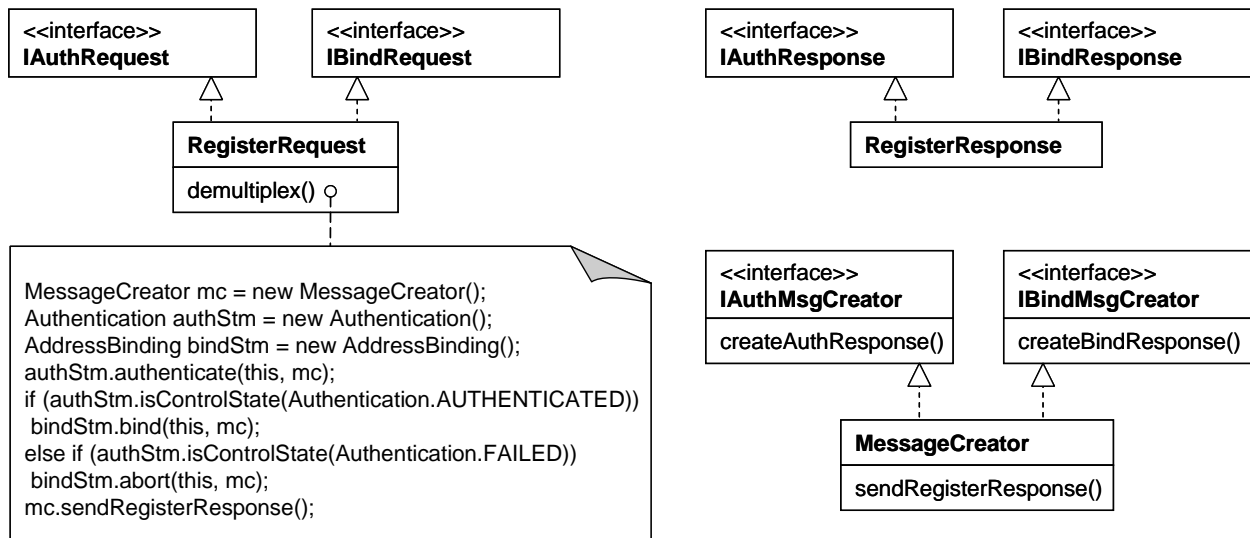 <<interface>>
IAuthRequest
<<interface>>
IBindRequest
RegisterRequest
demultiplex()
MessageCreator mc = new MessageCreator();
Authentication authStm = new Authentication();
AddressBinding bindStm = new AddressBinding();
authStm.authenticate(this, mc);
if (authStm.isControlState(Authentication.AUTHENTICATED))
bindStm.bind(this, mc);
else if (authStm.isControlState(Authentication.FAILED))
bindStm.abort(this, mc);
mc.sendRegisterResponse();
<<interface>>
IAuthResponse
<<interface>>
IBindResponse
RegisterResponse
<<interface>>
IAuthMsgCreator
createAuthResponse()
<<interface>>
IBindMsgCreator
createBindResponse()
MessageCreator
sendRegisterResponse()